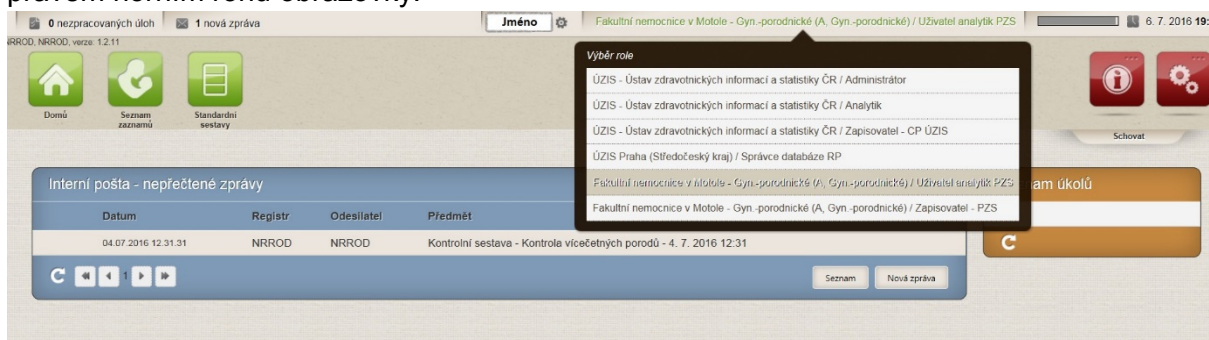 pravém horním rohu obrazovky.
0 nezpracovaných úloh 1 nová zpráva Jméno Fakultní nemocnice v Motole - Gyn.-porodnické (A, Gyn.-porodnické) / Uživatel analytik PZS 6. 7. 2016 19:
NRROD, verze: 1.2.11
Výběr role
ÚZIS - Ústav zdravotnických informací a statistiky ČR / Administrátor
ÚZIS - Ústav zdravotnických informací a statistiky ČR / Analytik
ÚZIS - Ústav zdravotnických informací a statistiky ČR / Zapisovatel - CP ÚZIS
ÚZIS Praha (Středočeský kraj) / Správce databáze RP
Fakultní nemocnice v Motole - Gyn.-porodnické (A, Gyn.-porodnické) / Uživatel analytik PZS
Fakultní nemocnice v Motole - Gyn.-porodnické (A, Gyn.-porodnické) / Zapisovatel - PZS
Domů Seznam zaznamů Standardní sestavy
Schovat
Interní pošta - nepřečtené zprávy
úkolů
Datum Registr Odesílatel Předmět
04.07.2016 12.31.31 NRROD NRROD Kontrolní sestava - Kontrola vícečetných porodů - 4. 7. 2016 12:31
1 Seznam Nová zpráva